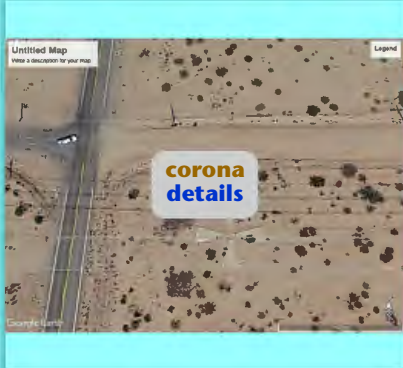 Untitled Map
Write a description for your map
Legend
corona
details
Google Earth